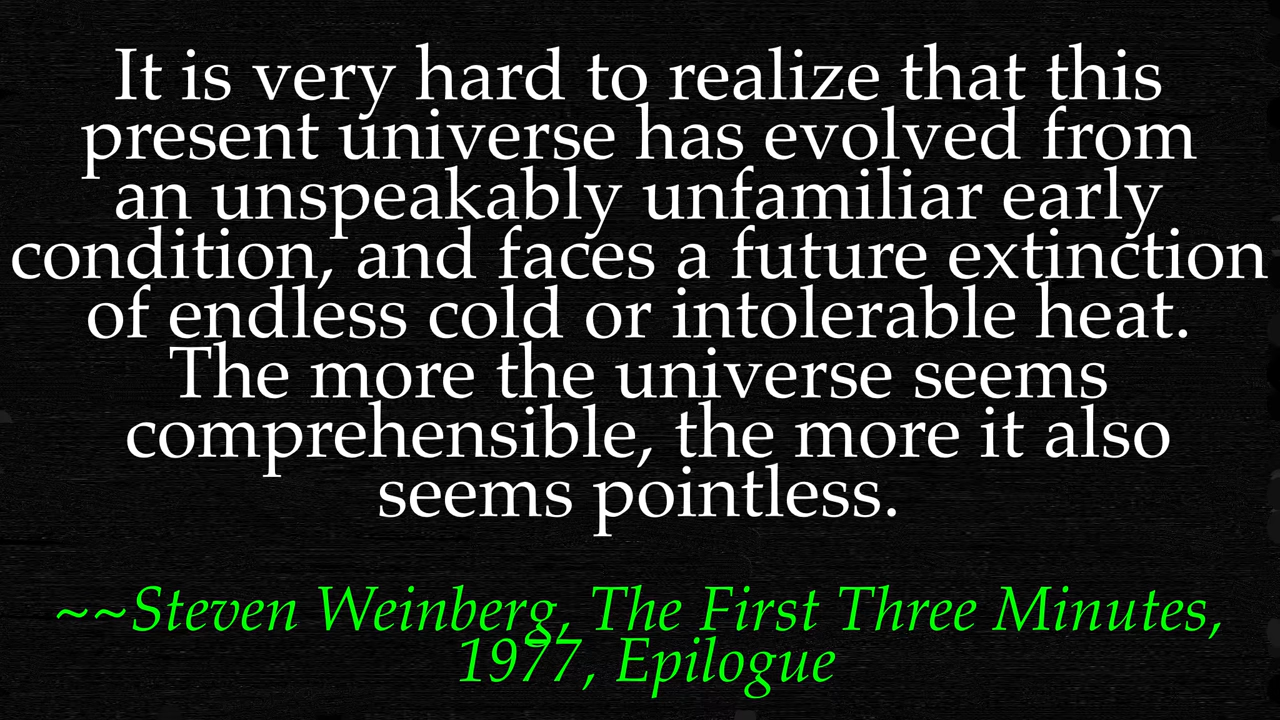 It is very hard to realize that this
present universe has evolved from
an unspeakably unfamiliar early
condition, and faces a future extinction
of endless cold or intolerable heat.
The more the universe seems
comprehensible, the more it also
seems pointless.
~~Steven Weinberg, The First Three Minutes,
1977, Epilogue